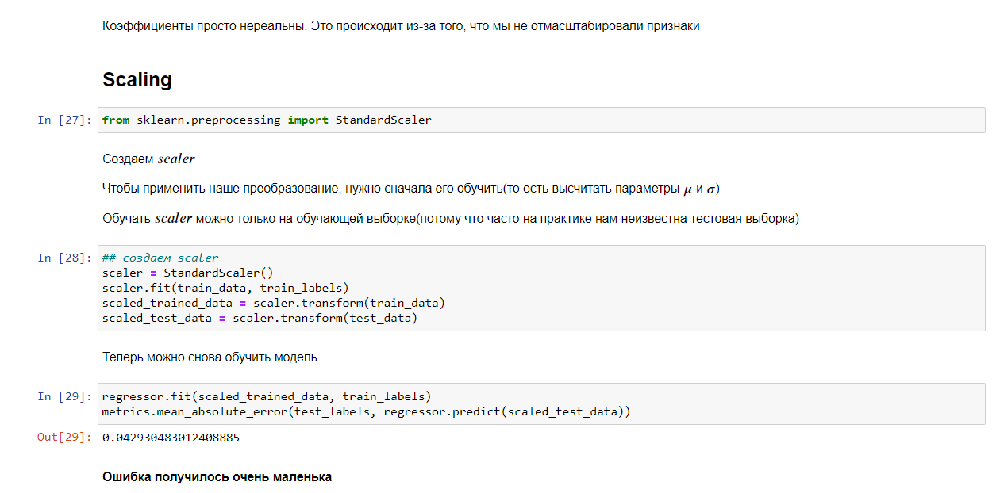 Коэффициенты просто нереальны. Это происходит из-за того, что мы не отмасштабировали признаки
Scaling
In [27]: from sklearn.preprocessing import StandardScaler
Создаем scaler
Чтобы применить наше преобразование, нужно сначала его обучить(то есть высчитать параметры μ и σ)
Обучать scaler можно только на обучающей выборке(потому что часто на практике нам неизвестна тестовая выборка)
In [28]: ## создаем scaler
scaler = StandardScaler()
scaler.fit(train_data, train_labels)
scaled_trained_data = scaler.transform(train_data)
scaled_test_data = scaler.transform(test_data)
Теперь можно снова обучить модель
In [29]: regressor.fit(scaled_trained_data, train_labels)
metrics.mean_absolute_error(test_labels, regressor.predict(scaled_test_data))
Out[29]: 0.042930483012408885
Ошибка получилось очень маленька